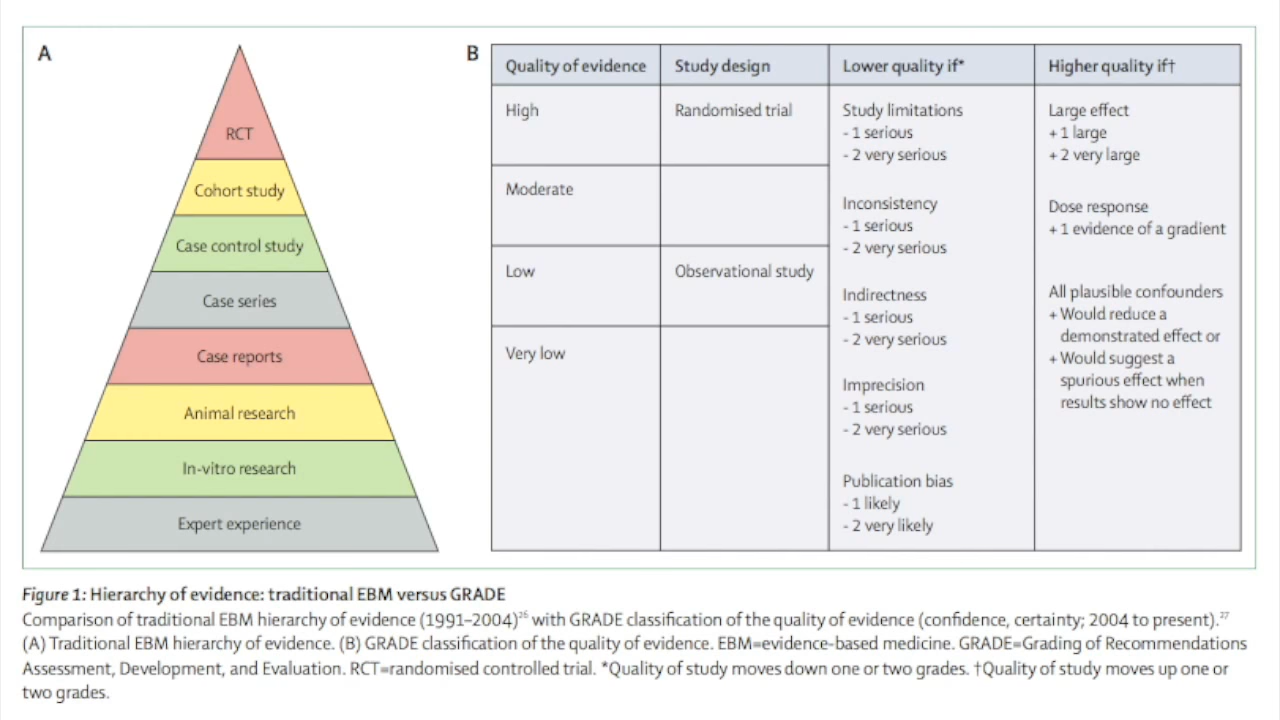 A
RCT
Cohort study
Case control study
Case series
Case reports
Animal research
In-vitro research
Expert experience
B
Quality of evidence
Study design
Lower quality if*
Higher quality if†
High
Randomised trial
Moderate
Low
Observational study
Very low
Study limitations
- 1 serious
- 2 very serious
Inconsistency
- 1 serious
- 2 very serious
Indirectness
- 1 serious
- 2 very serious
Imprecision
- 1 serious
- 2 very serious
Publication bias
- 1 likely
- 2 very likely
Large effect
+ 1 large
+ 2 very large
Dose response
+ 1 evidence of a gradient
All plausible confounders
+ Would reduce a
demonstrated effect or
+ Would suggest a
spurious effect when
results show no effect
Figure 1: Hierarchy of evidence: traditional EBM versus GRADE
Comparison of traditional EBM hierarchy of evidence (1991–2004)²⁶ with GRADE classification of the quality of evidence (confidence, certainty; 2004 to present).²⁷
(A) Traditional EBM hierarchy of evidence. (B) GRADE classification of the quality of evidence. EBM=evidence-based medicine. GRADE=Grading of Recommendations
Assessment, Development, and Evaluation. RCT=randomised controlled trial. *Quality of study moves down one or two grades. †Quality of study moves up one or
two grades.